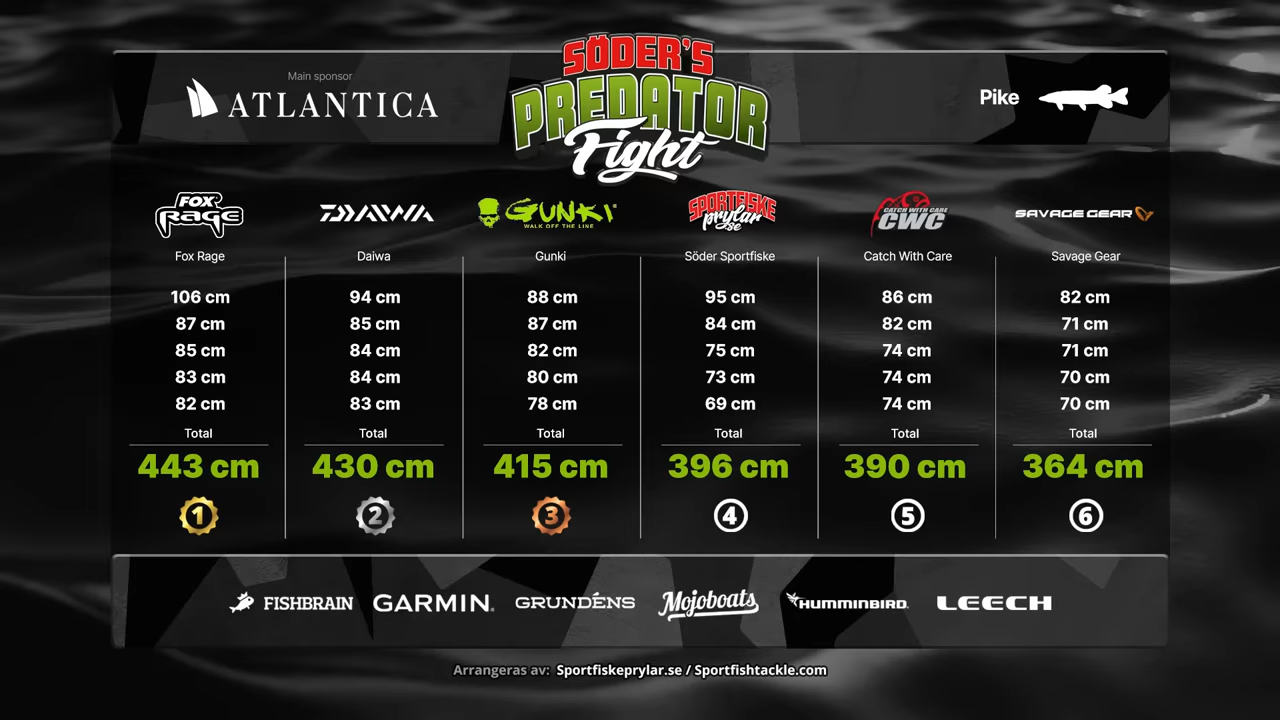 Main sponsor
ATLANTICA
SÖDER'S
PREDATOR
Fight
Pike
FOX
RAGE
DAIWA
GUNKI
WALK OFF THE LINE
SPORTFISKE
prylar
.se
CATCH WITH CARE
CWC
SAVAGE GEAR
Fox Rage Daiwa Gunki Söder Sportfiske Catch With Care Savage Gear
106 cm 94 cm 88 cm 95 cm 86 cm 82 cm
87 cm 85 cm 87 cm 84 cm 82 cm 71 cm
85 cm 84 cm 82 cm 75 cm 74 cm 71 cm
83 cm 84 cm 80 cm 73 cm 74 cm 70 cm
82 cm 83 cm 78 cm 69 cm 74 cm 70 cm
Total Total Total Total Total Total
443 cm 430 cm 415 cm 396 cm 390 cm 364 cm
1 2 3 4 5 6
FISHBRAIN GARMIN. GRUNDÉNS Mojoboats HUMMINBIRD. LEECH
Arrangeras av: Sportfiskeprylar.se / Sportfishtackle.com